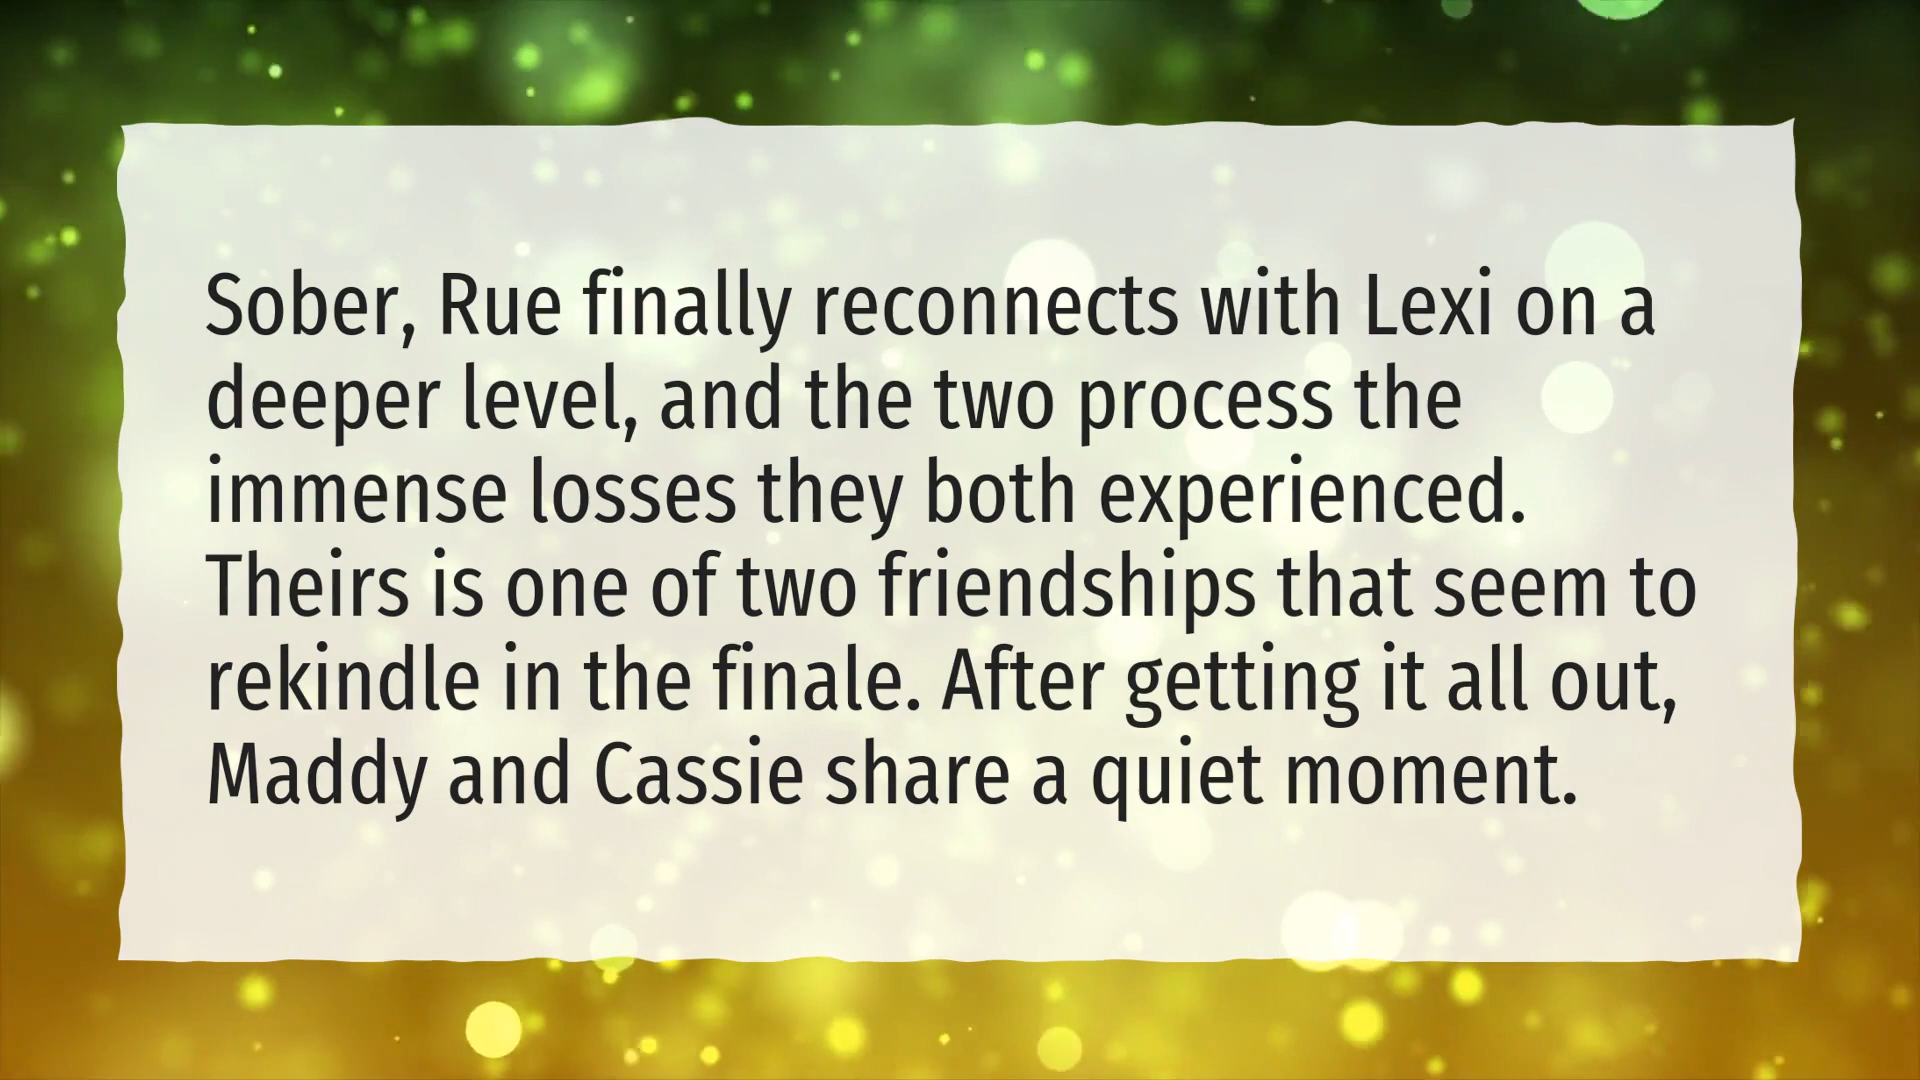 Sober, Rue finally reconnects with Lexi on a
deeper level, and the two process the
immense losses they both experienced.
Theirs is one of two friendships that seem to
rekindle in the finale. After getting it all out,
Maddy and Cassie share a quiet moment.